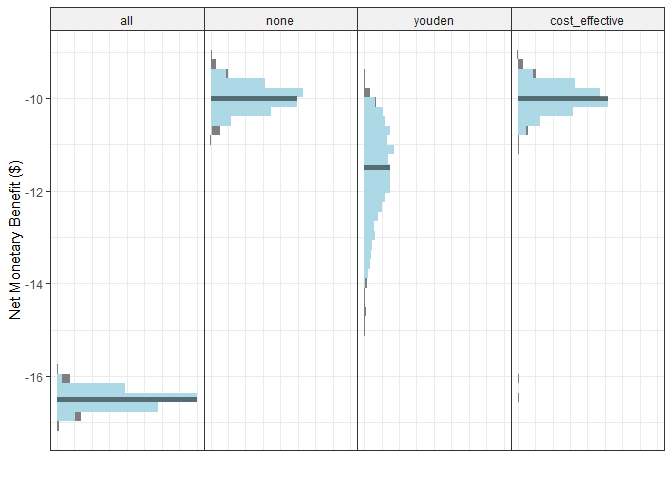 all
none
youden
cost_effective
Net Monetary Benefit ($)
-10
-12
-14
-16